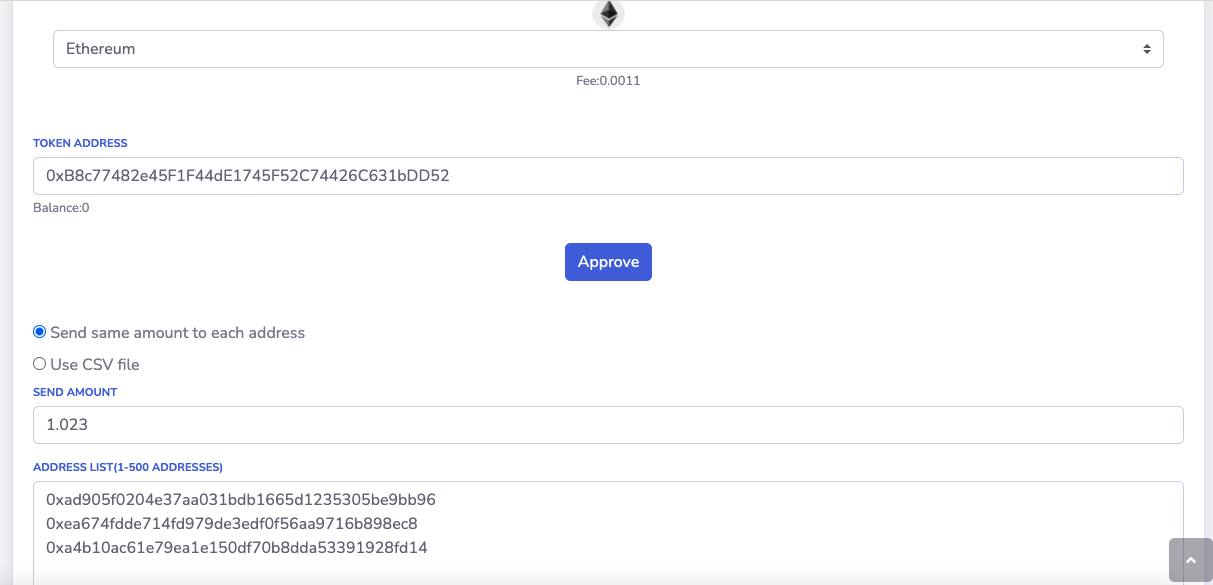 Ethereum
Fee:0.0011
TOKEN ADDRESS
0xB8c77482e45F1F44dE1745F52C74426C631bDD52
Balance:0
Approve
Send same amount to each address
Use CSV file
SEND AMOUNT
1.023
ADDRESS LIST(1-500 ADDRESSES)
0xad905f0204e37aa031bdb1665d1235305be9bb96
0xea674fdde714fd979de3edf0f56aa9716b898ec8
0xa4b10ac61e79ea1e150df70b8dda53391928fd14